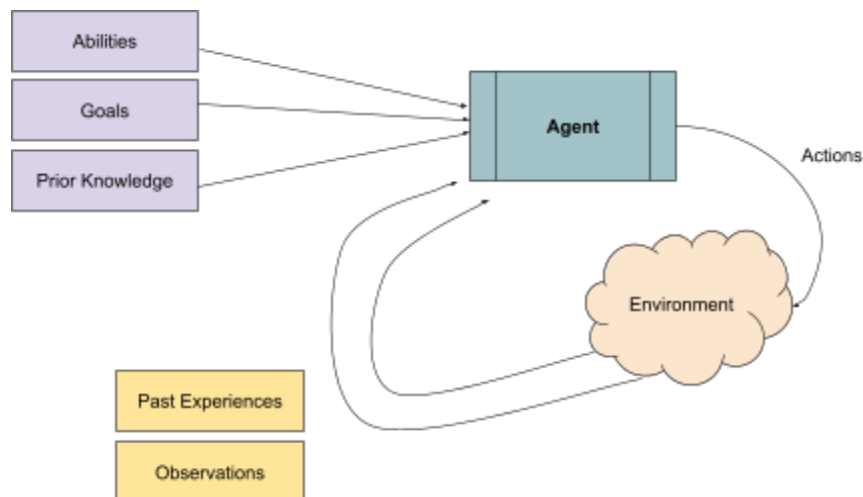 Abilities
Goals
Prior Knowledge
Agent
Actions
Environment
Past Experiences
Observations